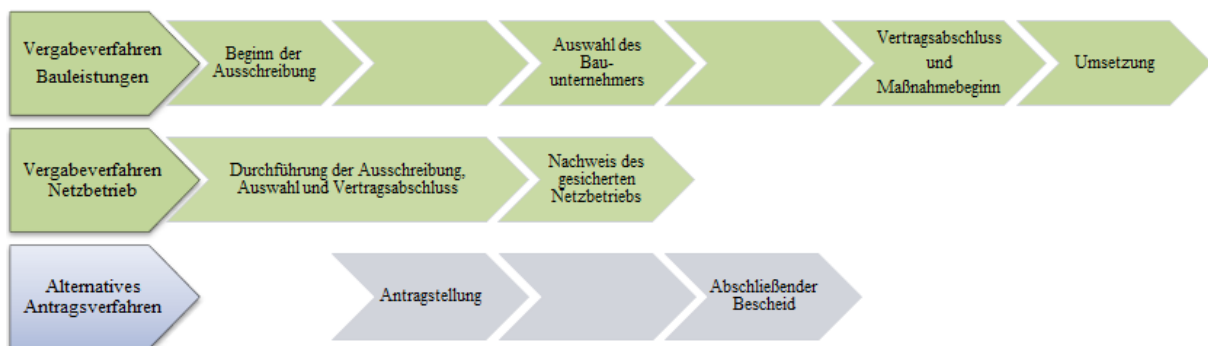 Vergabeverfahren
Bauleistungen
Beginn der
Ausschreibung
Auswahl des
Bau-
unternehmers
Vertragsabschluss
und
Maßnahmebeginn
Umsetzung
Vergabeverfahren
Netzbetrieb
Durchführung der Ausschreibung,
Auswahl und Vertragsabschluss
Nachweis des
gesicherten
Netzbetriebs
Alternatives
Antragsverfahren
Antragstellung
Abschließender
Bescheid